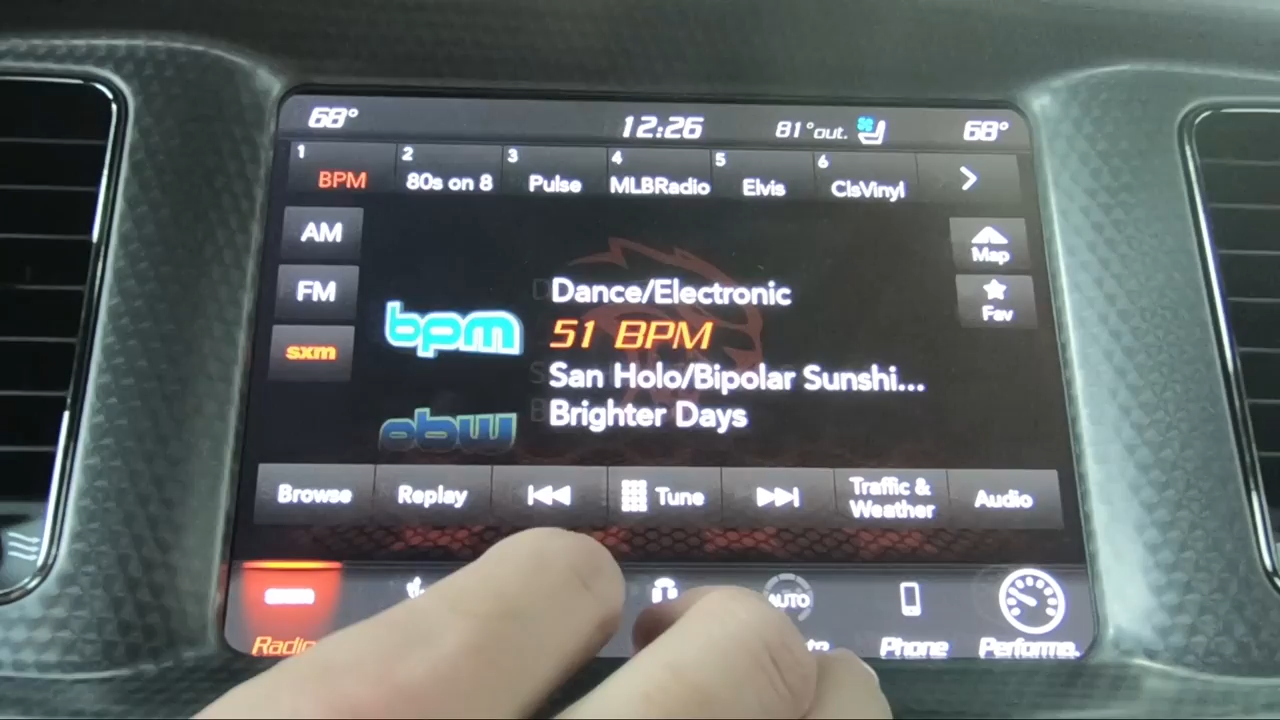 68° 12:26 81°out. 68°
1 2 3 4 5 6
BPM 80s on 8 Pulse MLBRadio Elvis ClsVinyl
AM
FM
sxm
Map
Fav
bpm
Dance/Electronic
51 BPM
San Holo/Bipolar Sunshi...
Brighter Days
Browse Replay Tune Traffic & Weather Audio
AUTO
Radio Phone Performa.